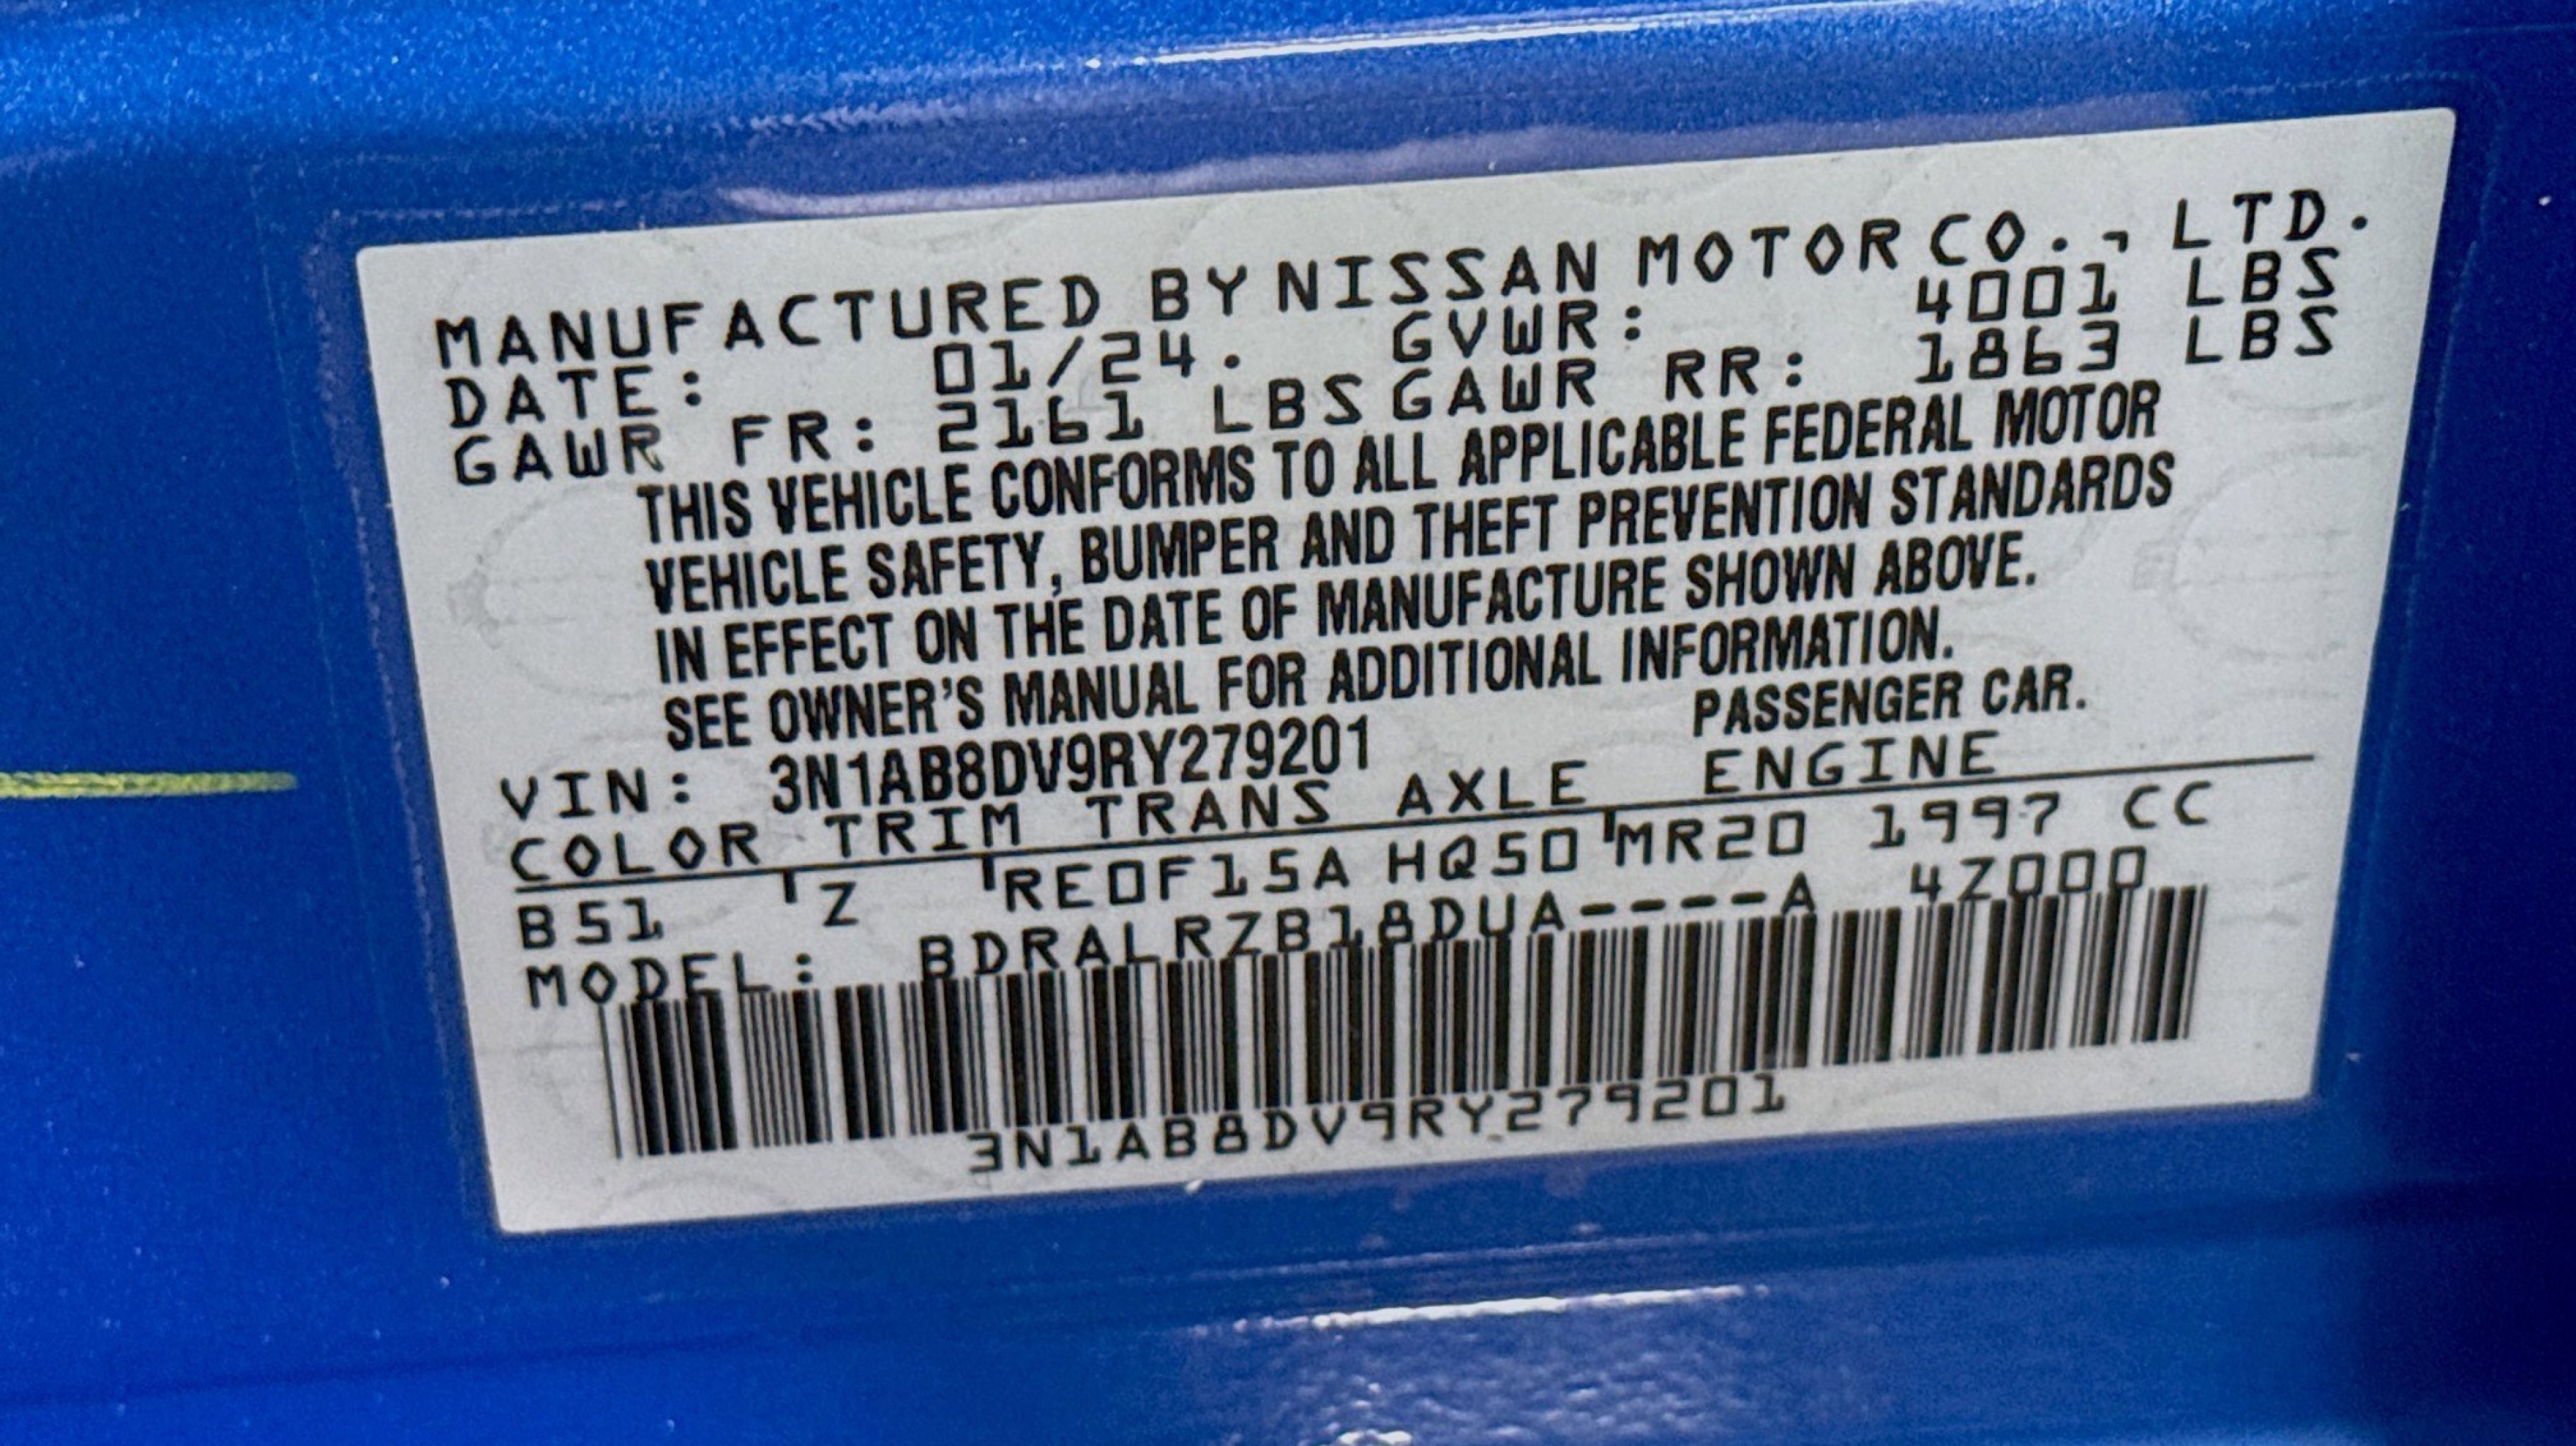 MANUFACTURED BY NISSAN MOTOR CO., LTD.
DATE: 01/24. GVWR: 4001 LBS
GAWR FR: 2161 LBS GAWR RR: 1863 LBS
THIS VEHICLE CONFORMS TO ALL APPLICABLE FEDERAL MOTOR
VEHICLE SAFETY, BUMPER AND THEFT PREVENTION STANDARDS
IN EFFECT ON THE DATE OF MANUFACTURE SHOWN ABOVE.
SEE OWNER'S MANUAL FOR ADDITIONAL INFORMATION.
VIN: 3N1AB8DV9RY279201 PASSENGER CAR.
COLOR TRIM TRANS AXLE ENGINE
B51 Z RE0F15A HQ50 MR20 1997 CC
MODEL: BDRALRZB18DUA----A 4Z000
3N1AB8DV9RY279201